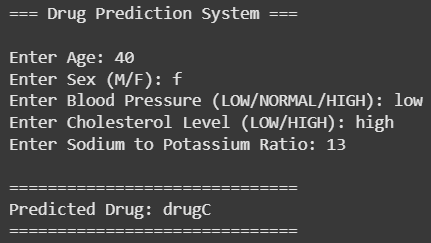 === Drug Prediction System ===
Enter Age: 40
Enter Sex (M/F): f
Enter Blood Pressure (LOW/NORMAL/HIGH): low
Enter Cholesterol Level (LOW/HIGH): high
Enter Sodium to Potassium Ratio: 13
==============================
Predicted Drug: drugC
==============================